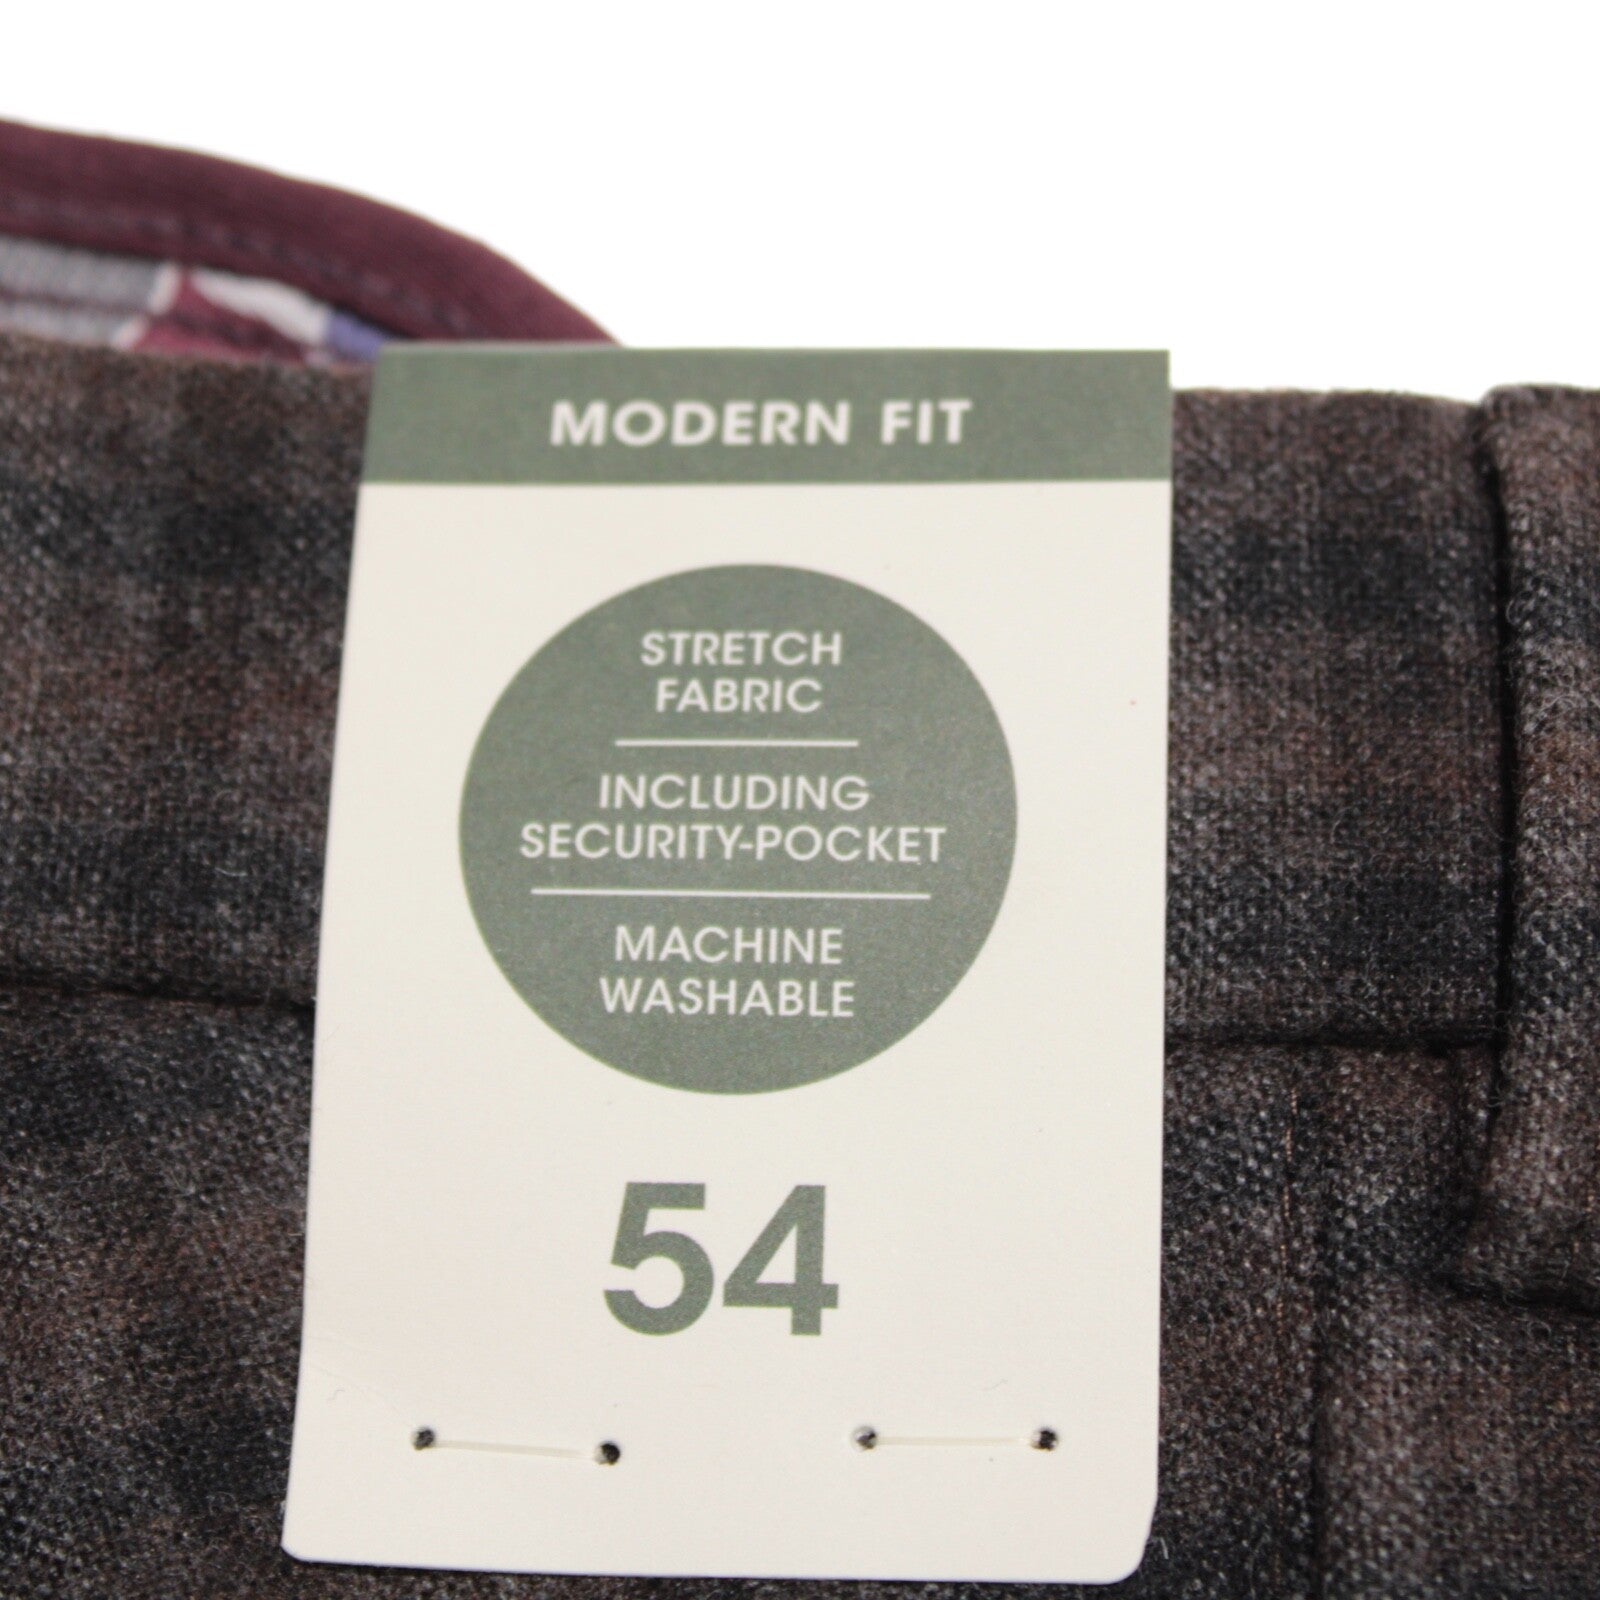 MODERN FIT
STRETCH
FABRIC
INCLUDING
SECURITY-POCKET
MACHINE
WASHABLE
54